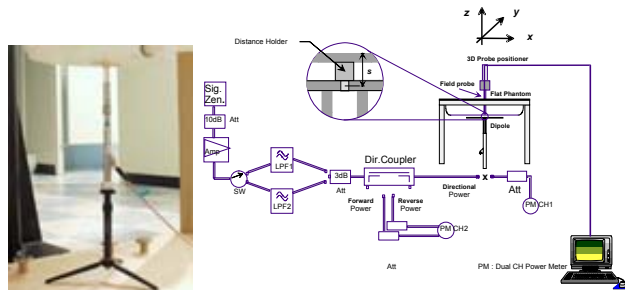 z
y
x
Distance Holder
s
3D Probe positioner
Field probe
Flat Phantom
Dipole
Sig.
Zen.
10dB
Att
Amp
SW
LPF1
LPF2
3dB
Att
Dir.Coupler
Forward
Power
Reverse
Power
Directional
Power
x
Att
PM CH1
PM CH2
Att
PM : Dual CH Power Meter